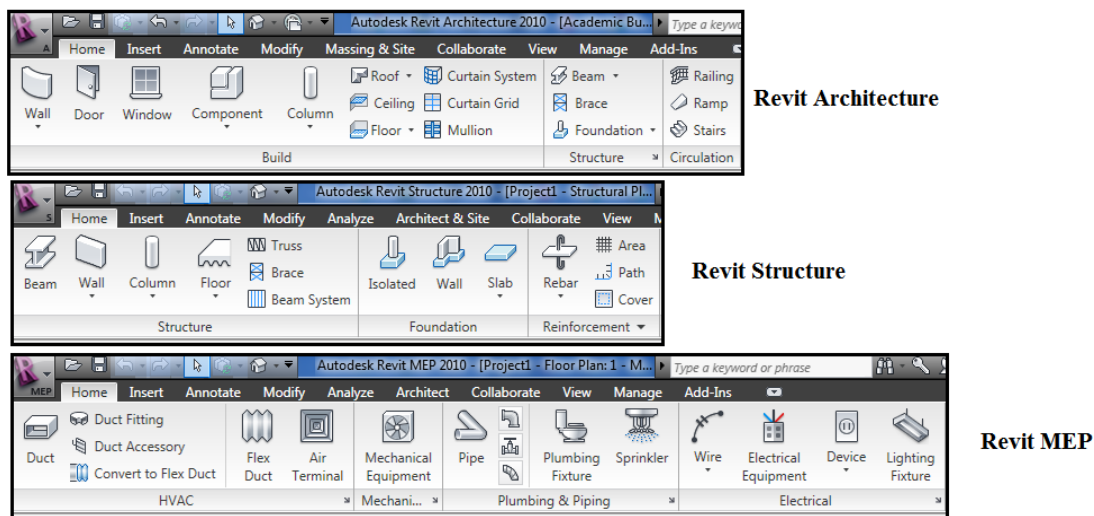 Autodesk Revit Architecture 2010 - [Academic Bu... Type a keywo
A Home Insert Annotate Modify Massing & Site Collaborate View Manage Add-Ins
Wall Door Window Component Column Roof Curtain System Beam Railing
Ceiling Curtain Grid Brace Ramp
Floor Mullion Foundation Stairs
Build Structure Circulation
Revit Architecture
Autodesk Revit Structure 2010 - [Project1 - Structural Pl...
S Home Insert Annotate Modify Analyze Architect & Site Collaborate View M
Beam Wall Column Floor Truss Isolated Wall Slab Rebar Area
Brace Path
Beam System Cover
Structure Foundation Reinforcement
Revit Structure
Autodesk Revit MEP 2010 - [Project1 - Floor Plan: 1 - M... Type a keyword or phrase
MEP Home Insert Annotate Modify Analyze Architect Collaborate View Manage Add-Ins
Duct Duct Fitting Flex Duct Air Terminal Mechanical Equipment Pipe Plumbing Fixture Sprinkler Wire Electrical Equipment Device Lighting Fixture
Duct Accessory
Convert to Flex Duct
HVAC Mechani... Plumbing & Piping Electrical
Revit MEP